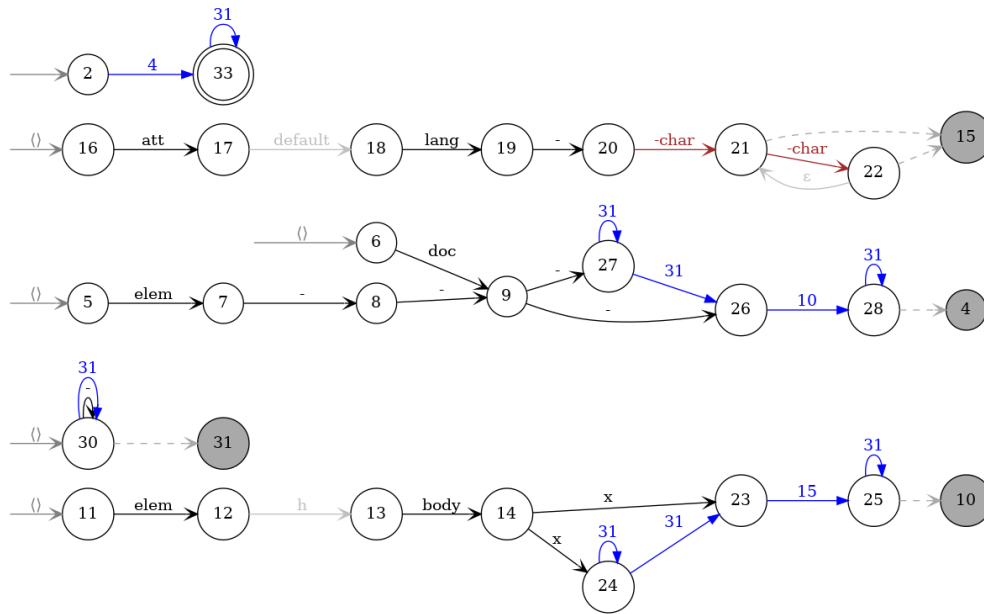 31
2 4 33
⟨⟩ 16 att 17 default 18 lang 19 - 20 -char 21 -char 22 ε 15
⟨⟩ 6 doc 31 27 31
⟨⟩ 5 elem 7 - 8 - 9 - - 26 10 28 31 4
31
-
⟨⟩ 30 31
⟨⟩ 11 elem 12 h 13 body 14 x 23 15 25 31 10
x 31 24 31